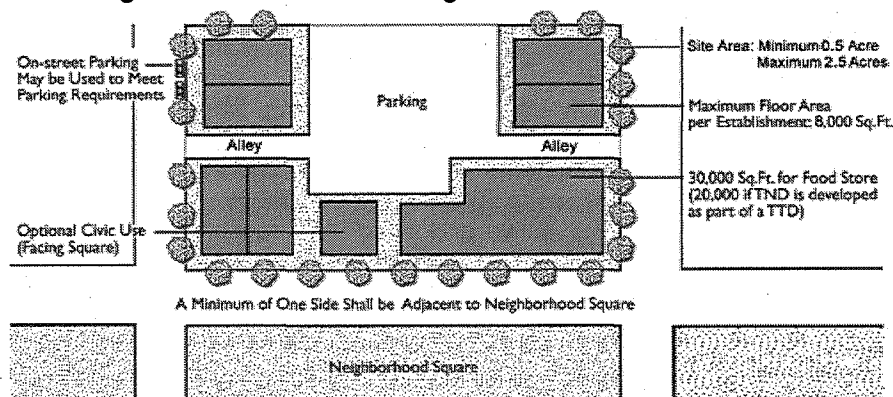 On-street Parking
May be Used to Meet
Parking Requirements
Parking
Site Area: Minimum 0.5 Acre
Maximum 2.5 Acres
Maximum Floor Area
per Establishment: 8,000 Sq.Ft.
Alley
Alley
30,000 Sq.Ft. for Food Store
(20,000 if TND is developed
as part of a TTD)
Optional Civic Use
(Facing Square)
A Minimum of One Side Shall be Adjacent to Neighborhood Square
Neighborhood Square